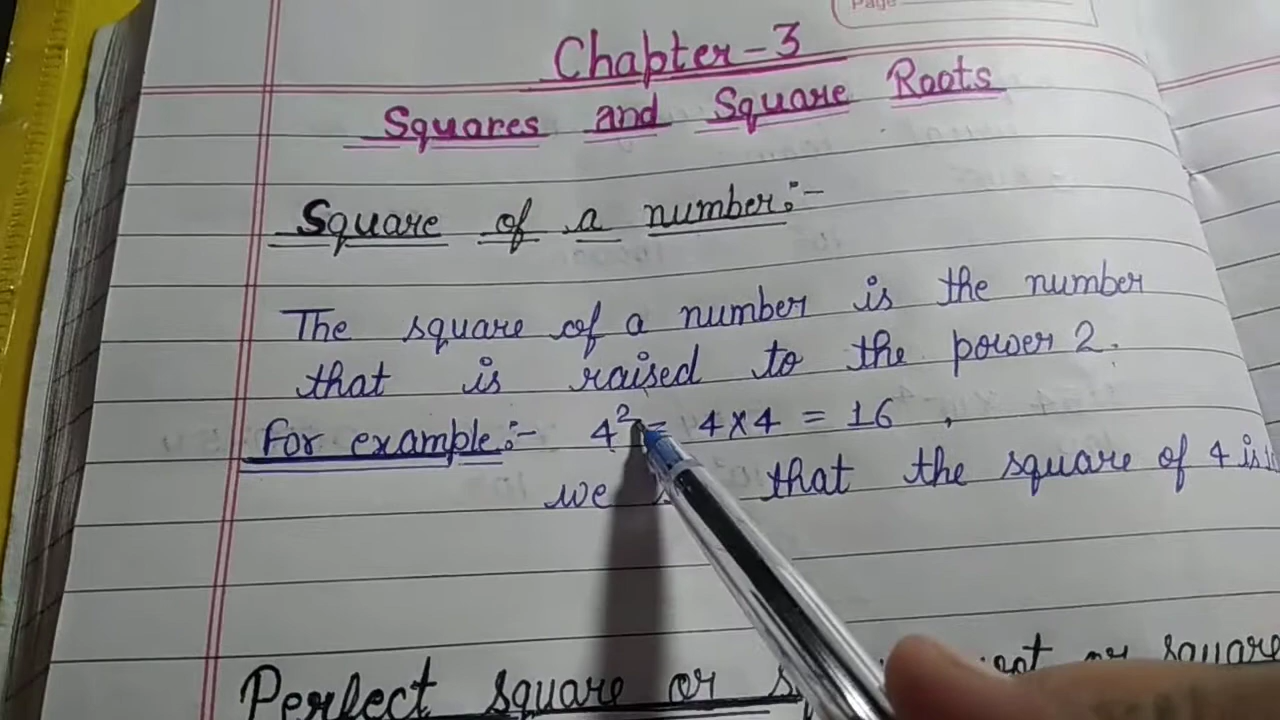 Page
Chapter-3
Squares and Square Roots
Square of a number:-
The square of a number is the number
that is raised to the power 2.
For example:- 4² = 4×4 = 16 ,
we that the square of 4 is
Perfect square or square